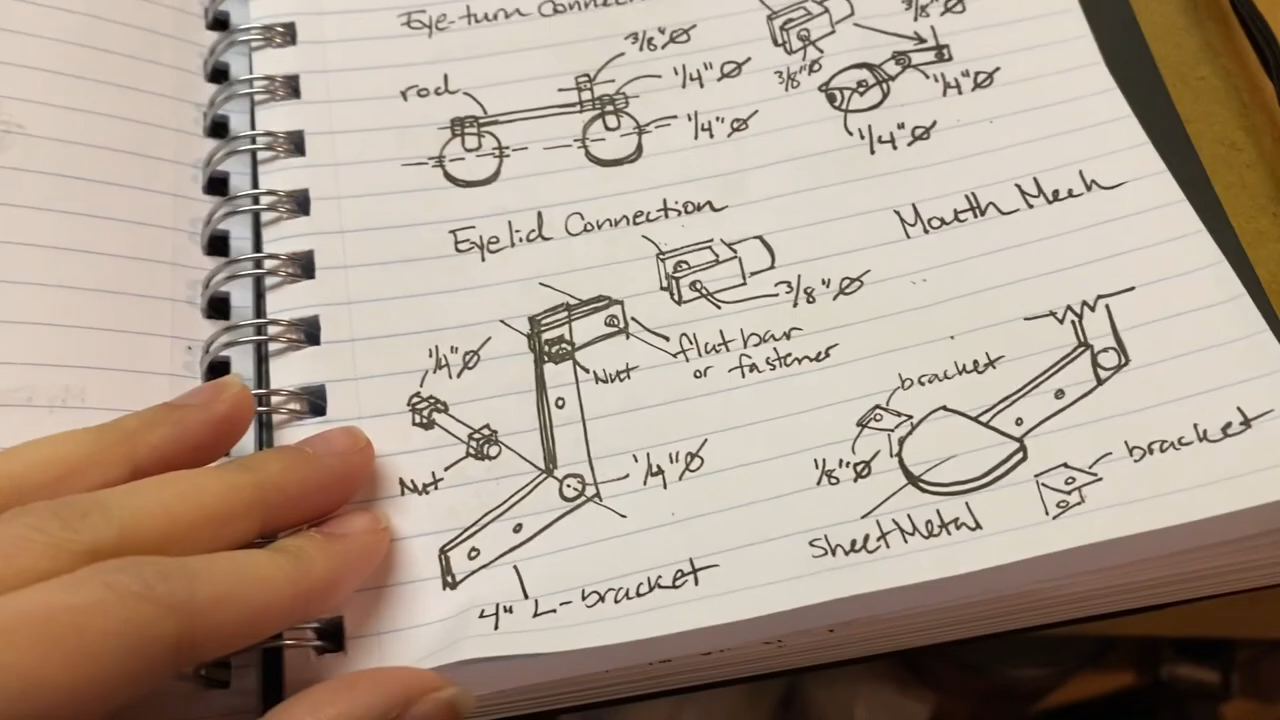 Eye-turn Connec
3/8"Ø
3/8"Ø
rod
1/4"Ø
3/8"Ø
1/4"Ø
1/4"Ø
1/4"Ø
Eyelid Connection
Mouth Mech
3/8"Ø
1/4"Ø
Nut
flat bar
or fastener
bracket
Nut
1/4"Ø
1/8"Ø
bracket
sheet Metal
4" L-bracket